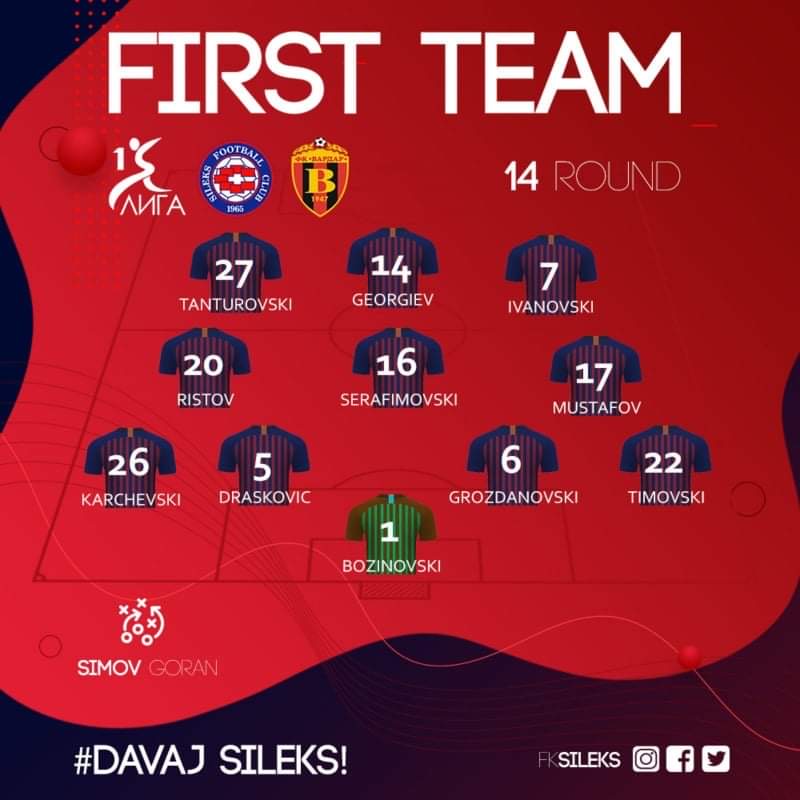 FIRST TEAM_
1
ЛИГА
SILEKS FOOTBALL CLUB
1965
ФК ВАРДАР
B
1947
14 ROUND
27
TANTUROVSKI
14
GEORGIEV
7
IVANOVSKI
20
RISTOV
16
SERAFIMOVSKI
17
MUSTAFOV
26
KARCHEVSKI
5
DRASKOVIC
6
GROZDANOVSKI
22
TIMOVSKI
1
BOZINOVSKI
SIMOV GORAN
#DAVAJ SILEKS!
FKSILEKS